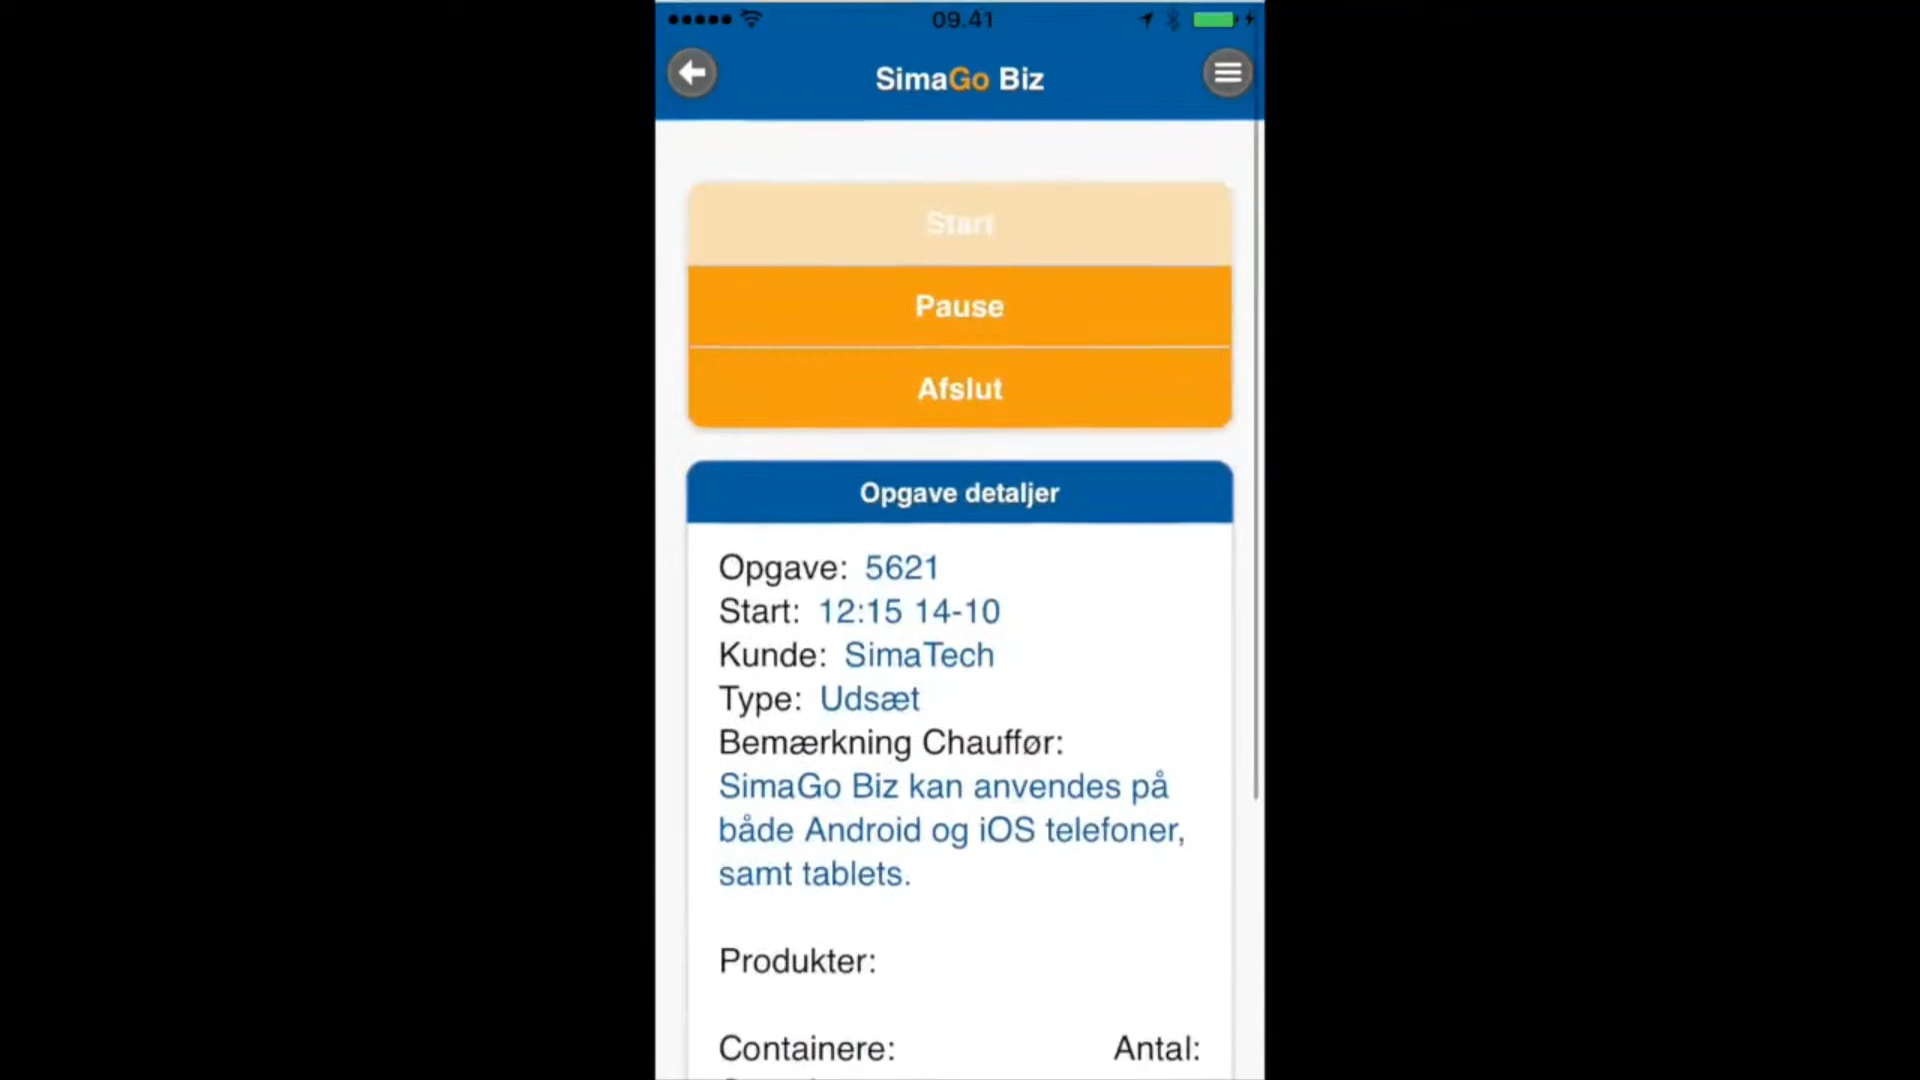 09.41
SimaGo Biz
Start
Pause
Afslut
Opgave detaljer
Opgave: 5621
Start: 12:15 14-10
Kunde: SimaTech
Type: Udsæt
Bemærkning Chauffør:
SimaGo Biz kan anvendes på
både Android og iOS telefoner,
samt tablets.
Produkter:
Containere: Antal: